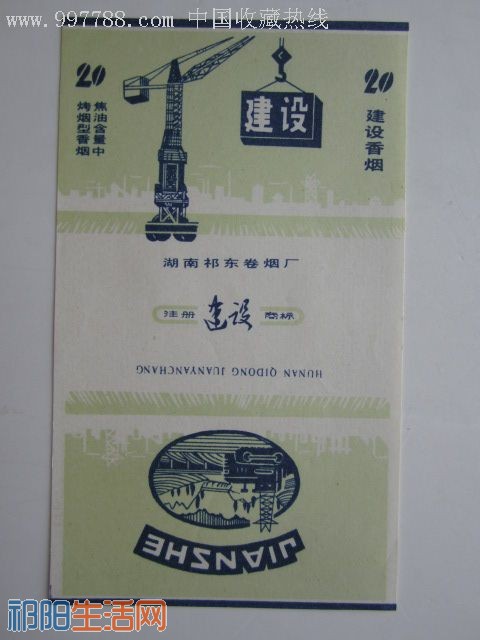 www.997788.com 中国收藏热线
20
20
建设
焦油含量中
烤烟型香烟
建设香烟
湖南祁东卷烟厂
注册 建设 商标
HUNAN QIDONG JUANYANCHANG
JIANSHE
祁阳生活网